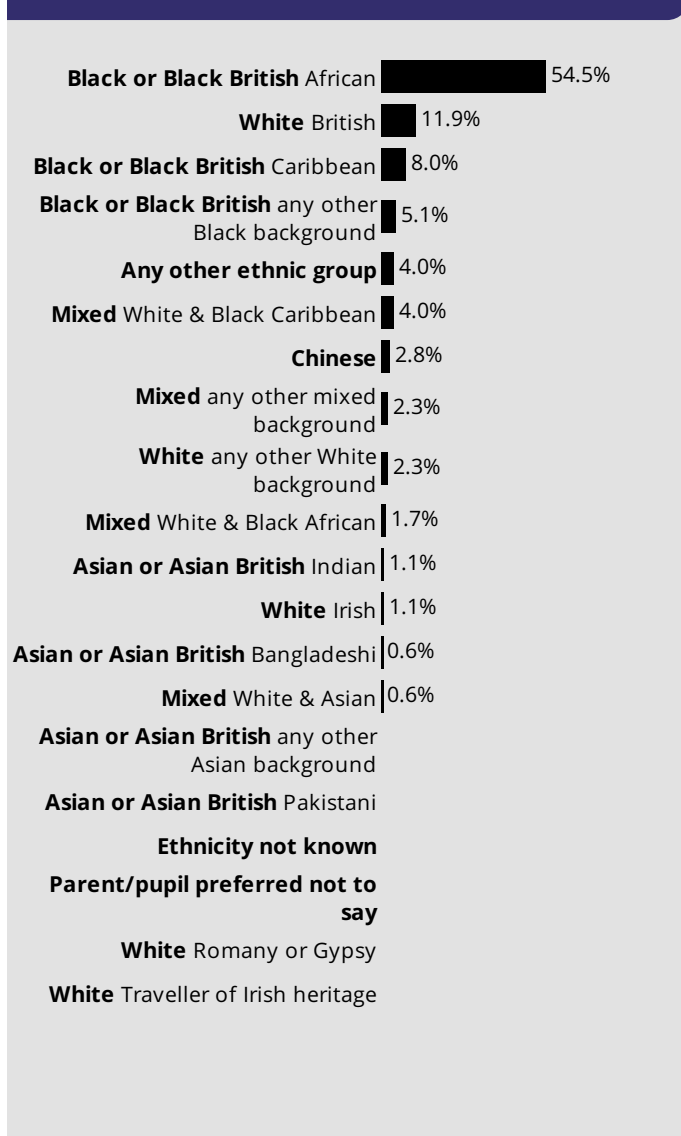 Black or Black British African 54.5%
White British 11.9%
Black or Black British Caribbean 8.0%
Black or Black British any other
Black background 5.1%
Any other ethnic group 4.0%
Mixed White & Black Caribbean 4.0%
Chinese 2.8%
Mixed any other mixed
background 2.3%
White any other White
background 2.3%
Mixed White & Black African 1.7%
Asian or Asian British Indian 1.1%
White Irish 1.1%
Asian or Asian British Bangladeshi 0.6%
Mixed White & Asian 0.6%
Asian or Asian British any other
Asian background
Asian or Asian British Pakistani
Ethnicity not known
Parent/pupil preferred not to
say
White Romany or Gypsy
White Traveller of Irish heritage